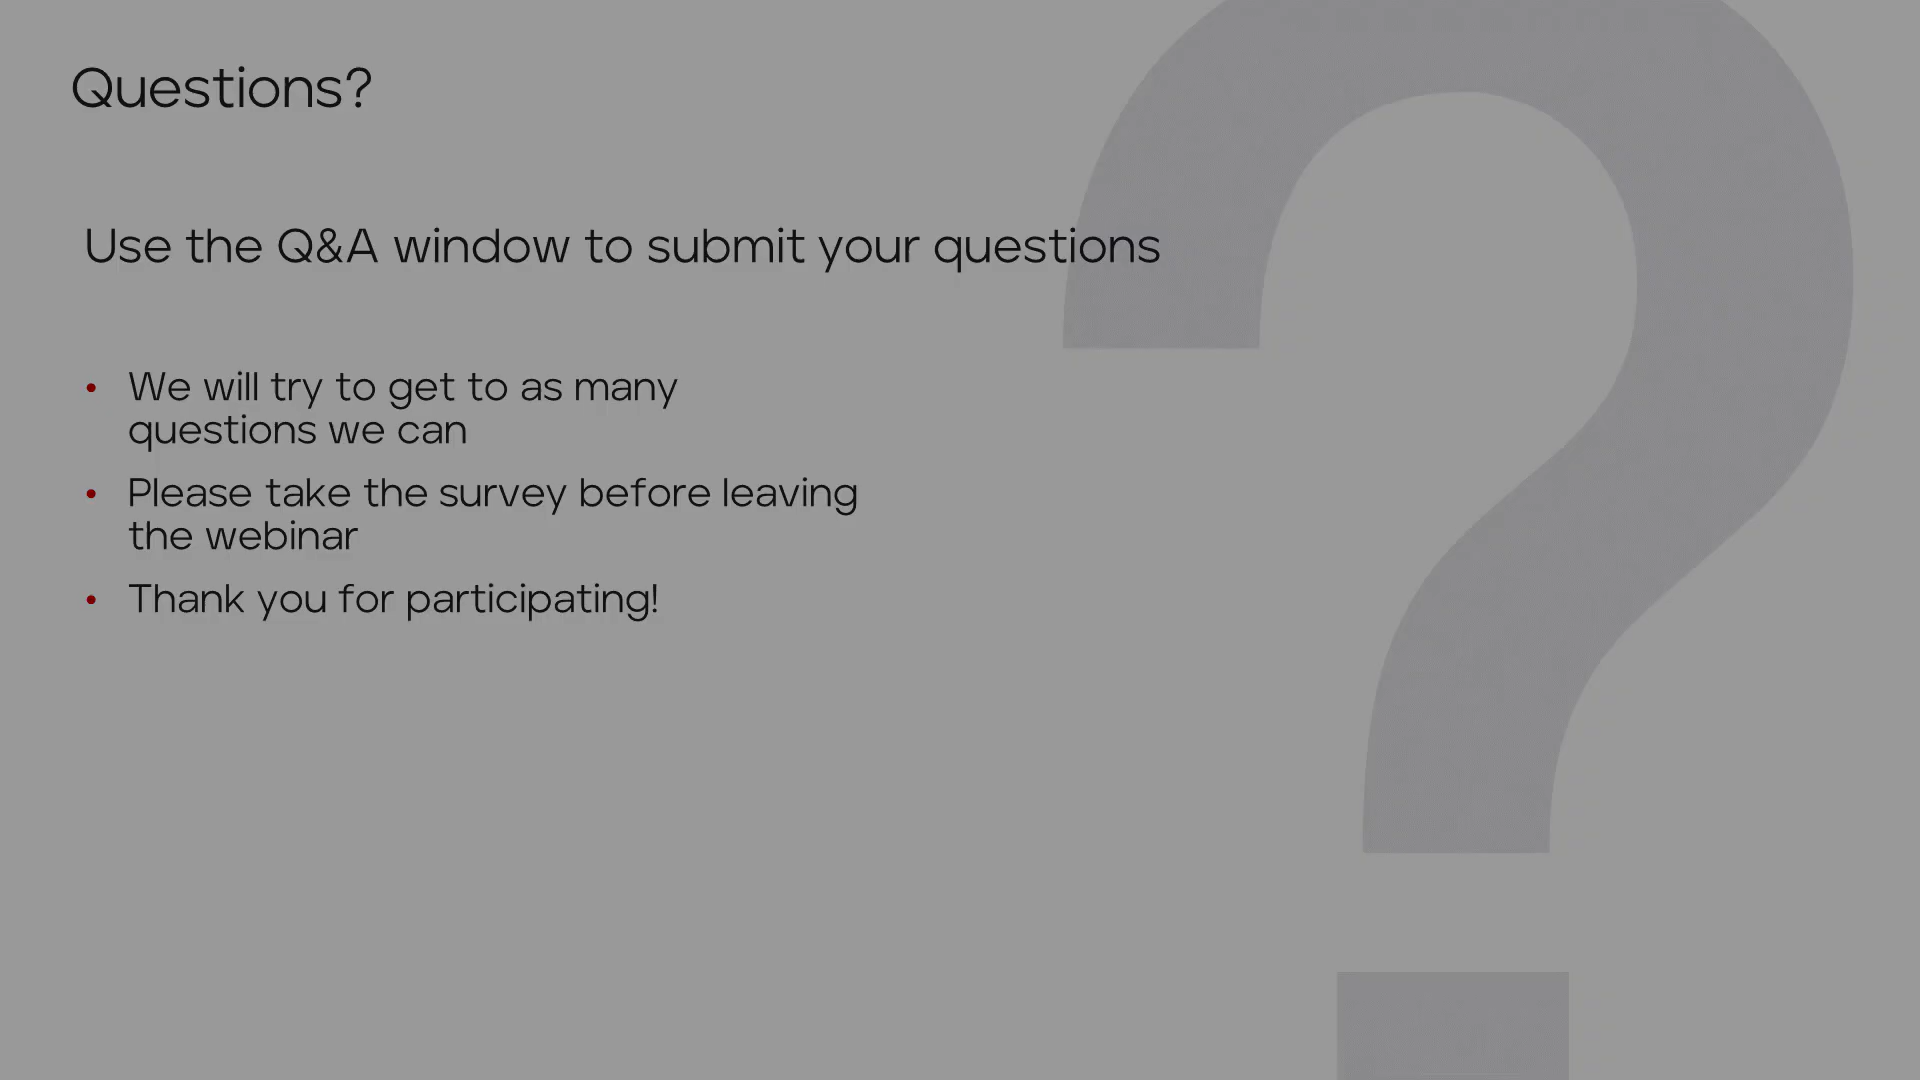 Questions?
Use the Q&A window to submit your questions
• We will try to get to as many
questions we can
• Please take the survey before leaving
the webinar
• Thank you for participating!